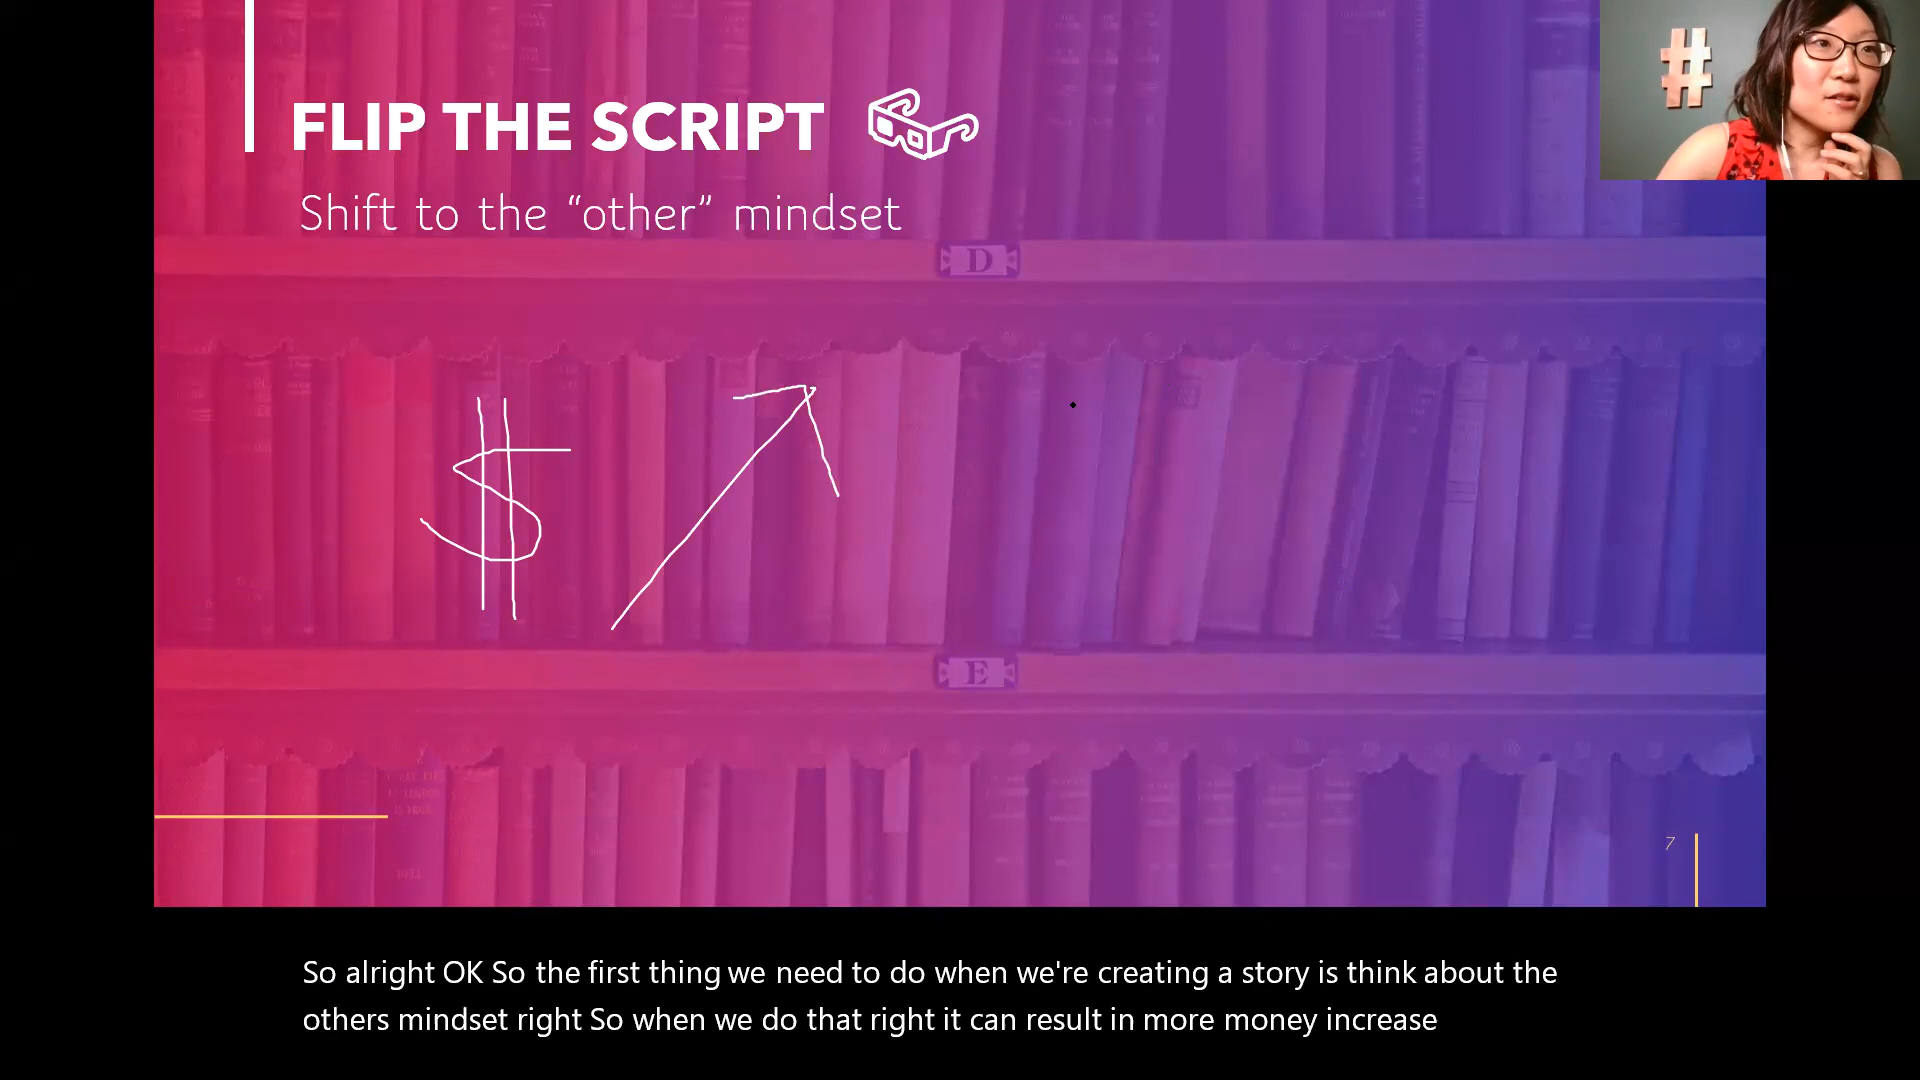 FLIP THE SCRIPT
Shift to the “other” mindset
D
$
E
7
So alright OK So the first thing we need to do when we're creating a story is think about the
others mindset right So when we do that right it can result in more money increase
#